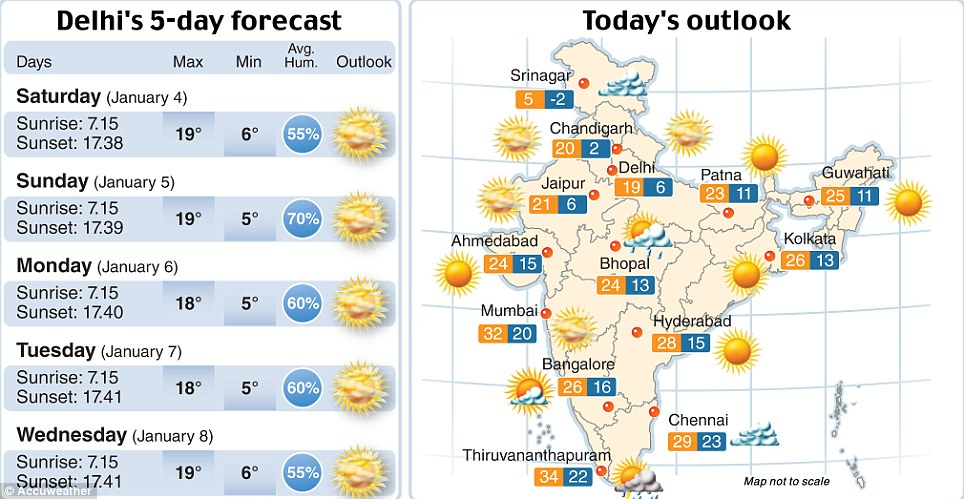 Delhi's 5-day forecast
Days Max Min Avg. Hum. Outlook
Saturday (January 4)
Sunrise: 7.15
Sunset: 17.38
19° 6° 55%
Sunday (January 5)
Sunrise: 7.15
Sunset: 17.39
19° 5° 70%
Monday (January 6)
Sunrise: 7.15
Sunset: 17.40
18° 5° 60%
Tuesday (January 7)
Sunrise: 7.15
Sunset: 17.41
18° 5° 60%
Wednesday (January 8)
Sunrise: 7.15
Sunset: 17.41
19° 6° 55%
© Accuweather
Today's outlook
Srinagar
5 -2
Chandigarh
20 2
Delhi
19 6
Jaipur
21 6
Patna
23 11
Guwahati
25 11
Ahmedabad
24 15
Bhopal
24 13
Kolkata
26 13
Mumbai
32 20
Hyderabad
28 15
Bangalore
26 16
Chennai
29 23
Thiruvananthapuram
34 22
Map not to scale